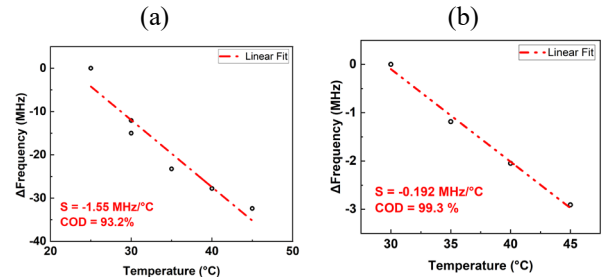 (a)
Linear Fit
0
-10
-20
-30
-40
ΔFrequency (MHz)
S = -1.55 MHz/°C
COD = 93.2%
20 30 40 50
Temperature (°C)
(b)
Linear Fit
0
-1
-2
-3
ΔFrequency (MHz)
S = -0.192 MHz/°C
COD = 99.3 %
30 35 40 45
Temperature (°C)